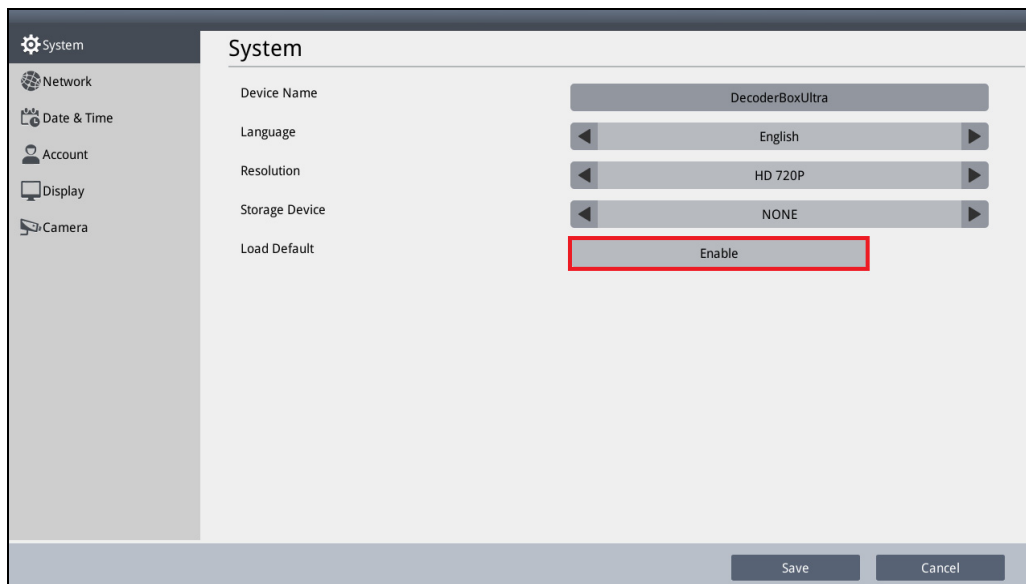 System
Network
Date & Time
Account
Display
Camera
System
Device Name DecoderBoxUltra
Language English
Resolution HD 720P
Storage Device NONE
Load Default Enable
Save Cancel